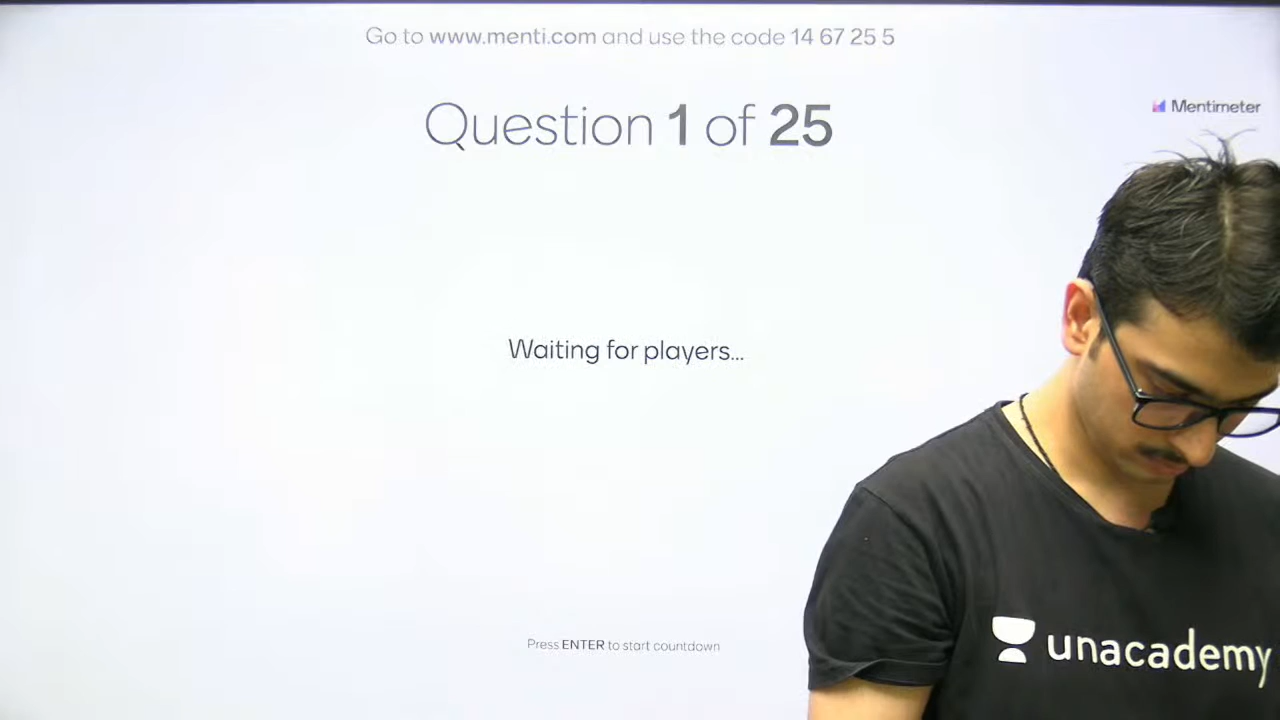 Go to www.menti.com and use the code 14 67 25 5
Mentimeter
Question 1 of 25
Waiting for players...
Press ENTER to start countdown
unacademy